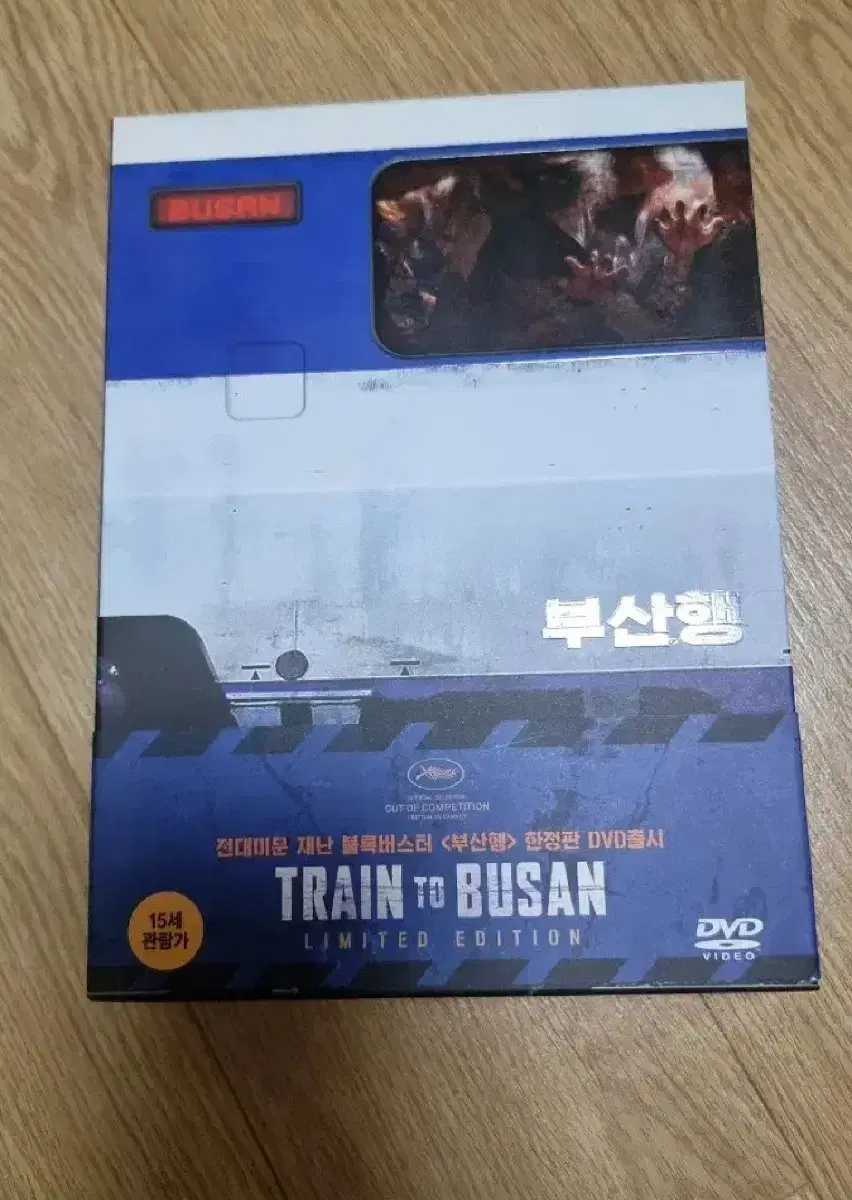 BUSAN
부산행
OUT OF COMPETITION
전대미문 재난 블록버스터 <부산행> 한정판 DVD출시
TRAIN TO BUSAN
LIMITED EDITION
15세
관람가
DVD
VIDEO